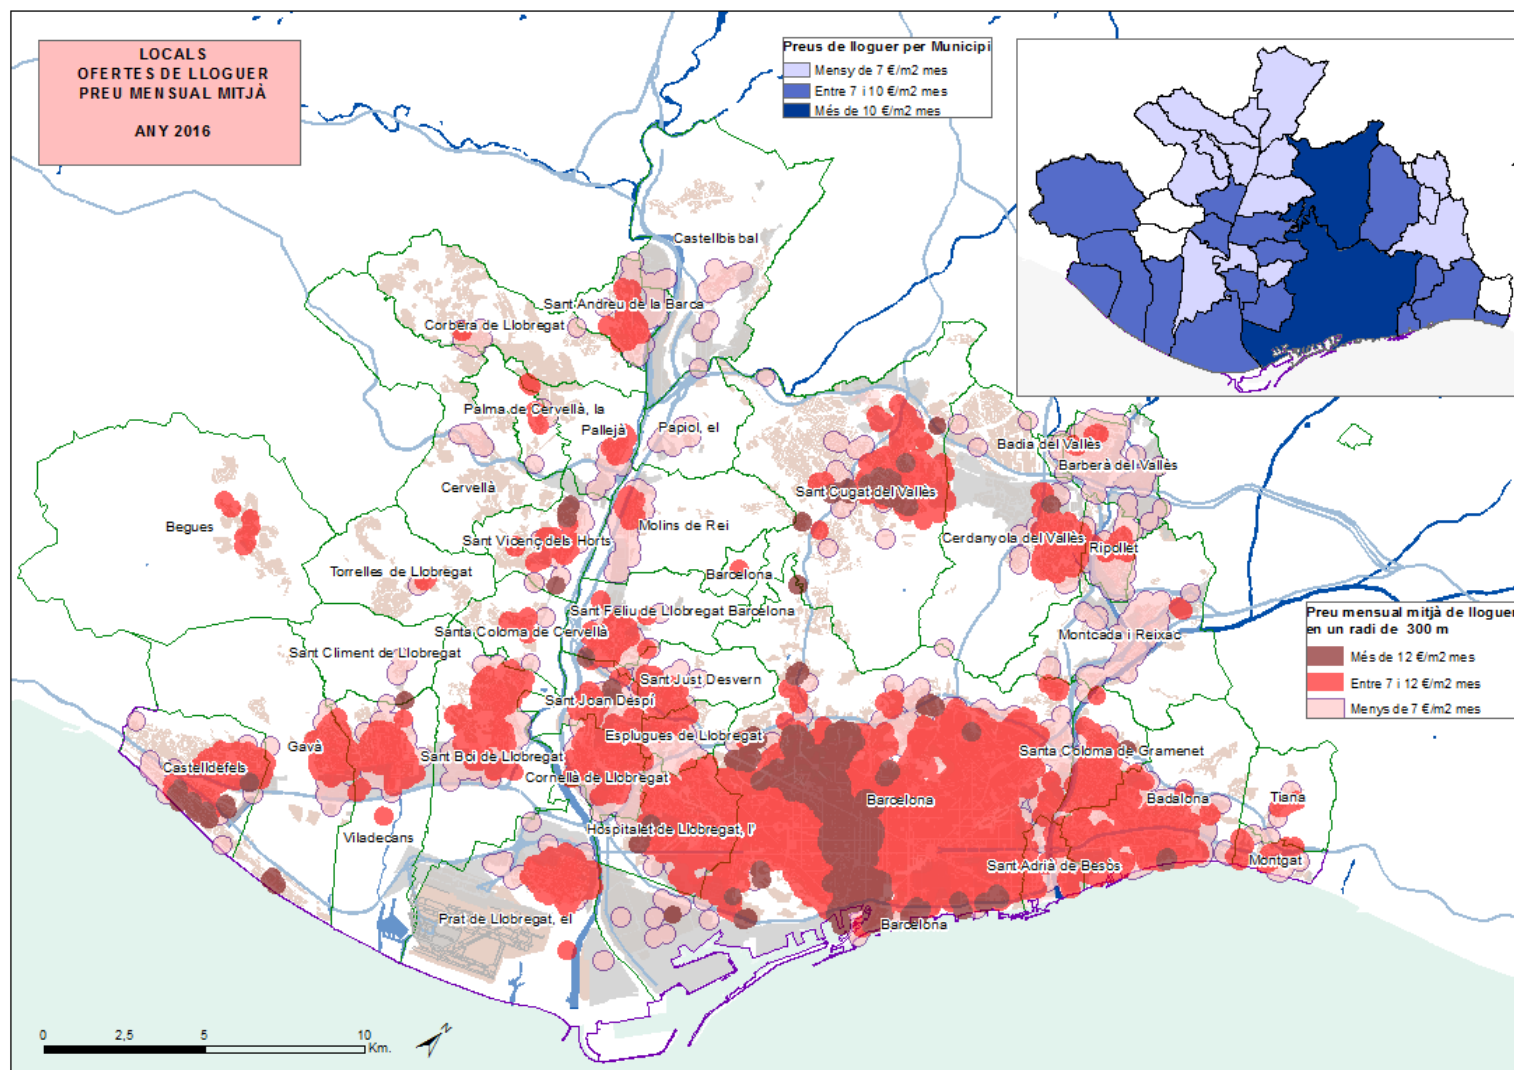 LOCALS
OFERTES DE LLOGUER
PREU MENSUAL MITJÀ
ANY 2016
Preus de lloguer per Municipi
Mensy de 7 €/m2 mes
Entre 7 i 10 €/m2 mes
Més de 10 €/m2 mes
Castellbisbal
Sant Andreu de la Barca
Corbera de Llobregat
Palma de Cervellà, la
Pallejà
Papiol, el
Badia del Vallès
Barberà del Vallès
Cervellà
Sant Cugat del Vallès
Begues
Molins de Rei
Sant Vicenç dels Horts
Cerdanyola del Vallès
Ripollet
Torrelles de Llobregat
Barcelona
Sant Feliu de Llobregat
Barcelona
Santa Coloma de Cervellà
Montcada i Reixac
Preu mensual mitjà de lloguer
en un radi de 300 m
Més de 12 €/m2 mes
Entre 7 i 12 €/m2 mes
Menys de 7 €/m2 mes
Sant Climent de Llobregat
Sant Just Desvern
Sant Joan Despí
Esplugues de Llobregat
Gavà
Sant Boi de Llobregat
Santa Coloma de Gramenet
Castelldefels
Cornellà de Llobregat
Barcelona
Badalona
Tiana
Viladecans
Hospitalet de Llobregat, l'
Sant Adrià de Besòs
Montgat
Prat de Llobregat, el
Barcelona
0 2,5 5 10
Km.
N